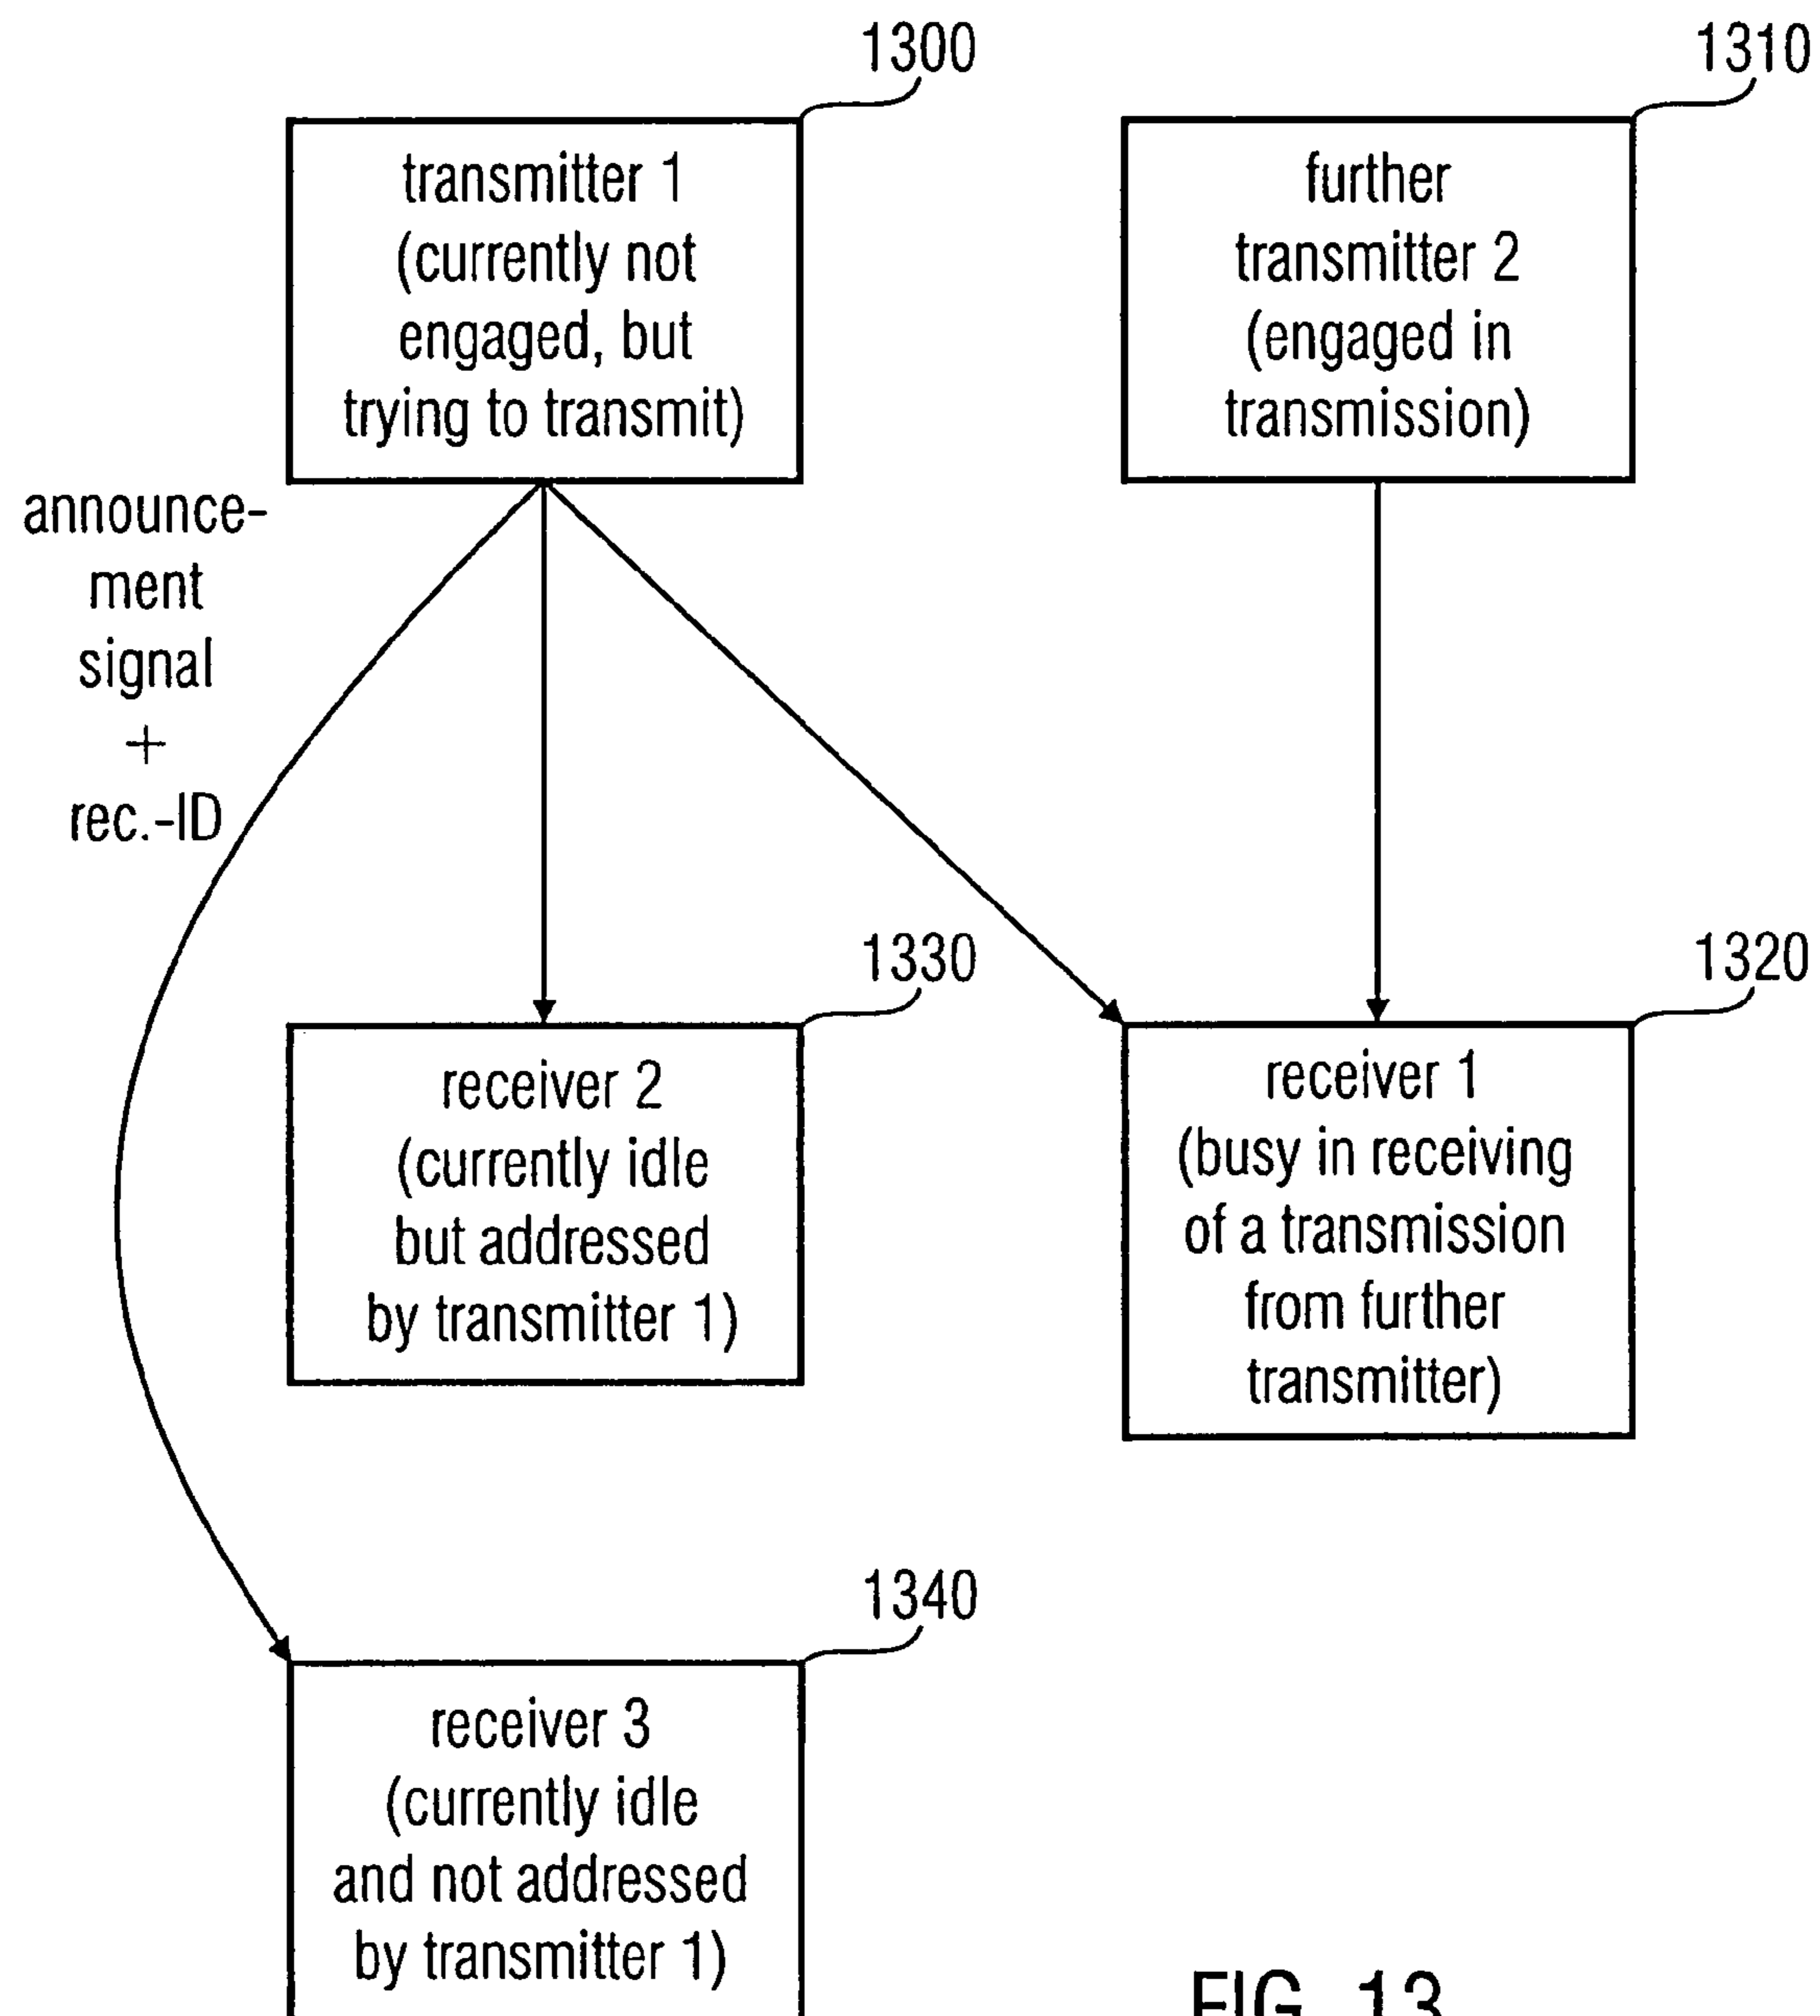 1300
1310
transmitter 1
(currently not
engaged, but
trying to transmit)
further
transmitter 2
(engaged in
transmission)
announce-
ment
signal
+
rec.-ID
1330
1320
receiver 2
(currently idle
but addressed
by transmitter 1)
receiver 1
(busy in receiving
of a transmission
from further
transmitter)
1340
receiver 3
(currently idle
and not addressed
by transmitter 1)
FIG. 13